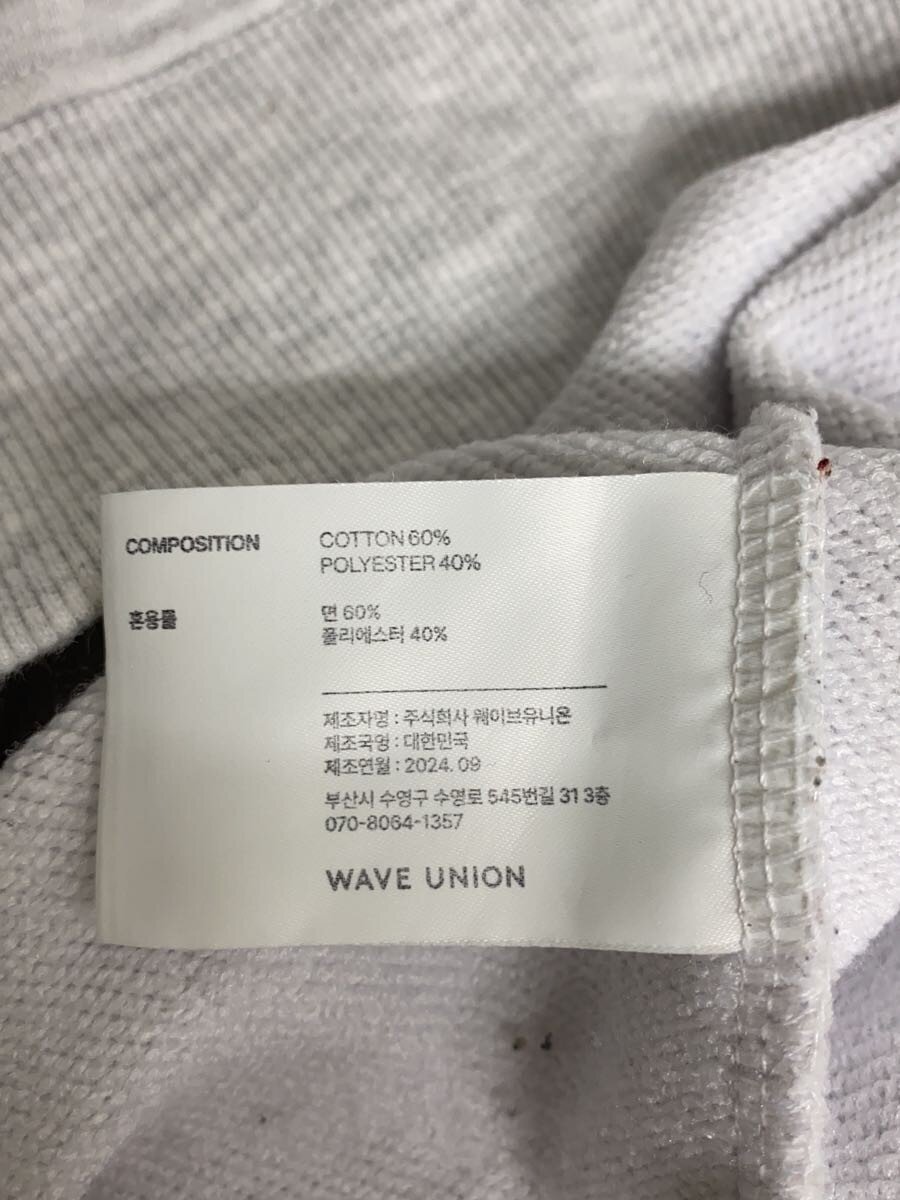 COMPOSITION
COTTON 60%
POLYESTER 40%
혼용률
면 60%
폴리에스터 40%
제조자명 : 주식회사 웨이브유니온
제조국명 : 대한민국
제조연월 : 2024. 09
부산시 수영구 수영로 545번길 31 3층
070-8064-1357
WAVE UNION